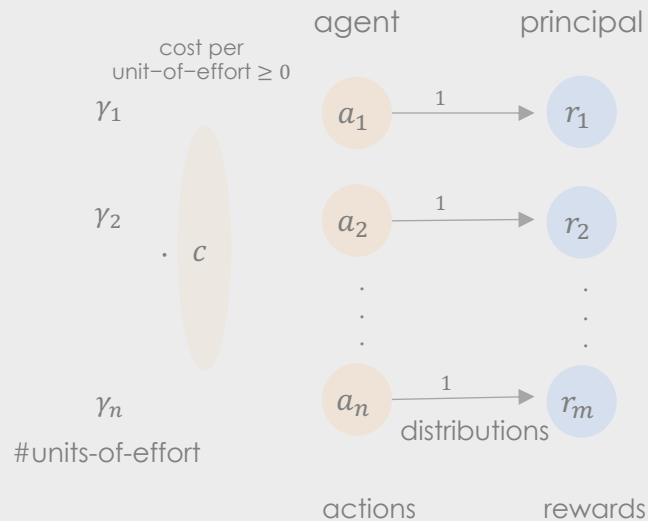 agent principal
cost per
unit−of−effort ≥ 0
γ₁ a₁ 1 r₁
γ₂ a₂ 1 r₂
· c
. .
. .
. .
γₙ aₙ 1 rₘ
distributions
#units-of-effort
actions rewards